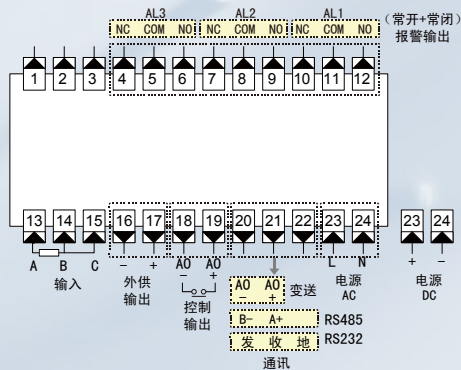 AL3 AL2 AL1
NC COM NO NC COM NO NC COM NO
(常开+常闭)
报警输出
1 2 3 4 5 6 7 8 9 10 11 12
13 14 15 16 17 18 19 20 21 22 23 24 23 24
A B C - + AO - AO + L N + -
输入
外供
输出
控制
输出
电源
AC
电源
DC
AO - AO + 变送
B- A+ RS485
发 收 地 RS232
通讯